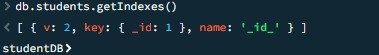 > db.students.getIndexes()
< [ { v: 2, key: { _id: 1 }, name: '_id_' } ]
studentDB>